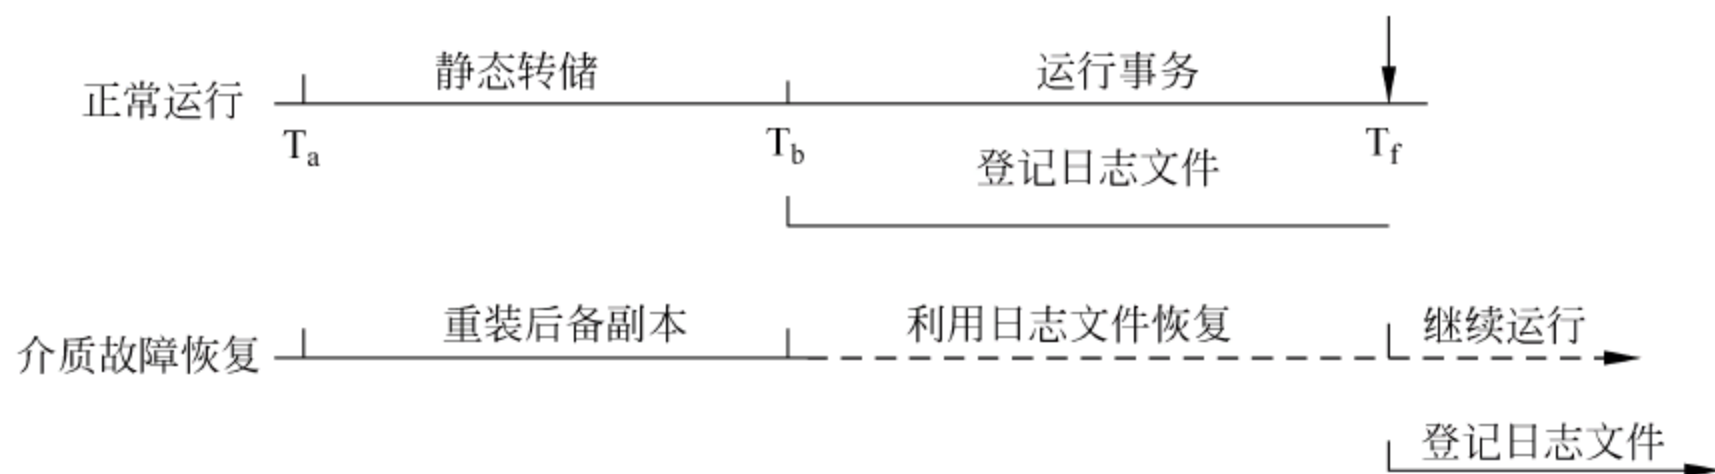 静态转储 运行事务
正常运行
Ta Tb Tf
登记日志文件
重装后备副本 利用日志文件恢复 继续运行
介质故障恢复
登记日志文件